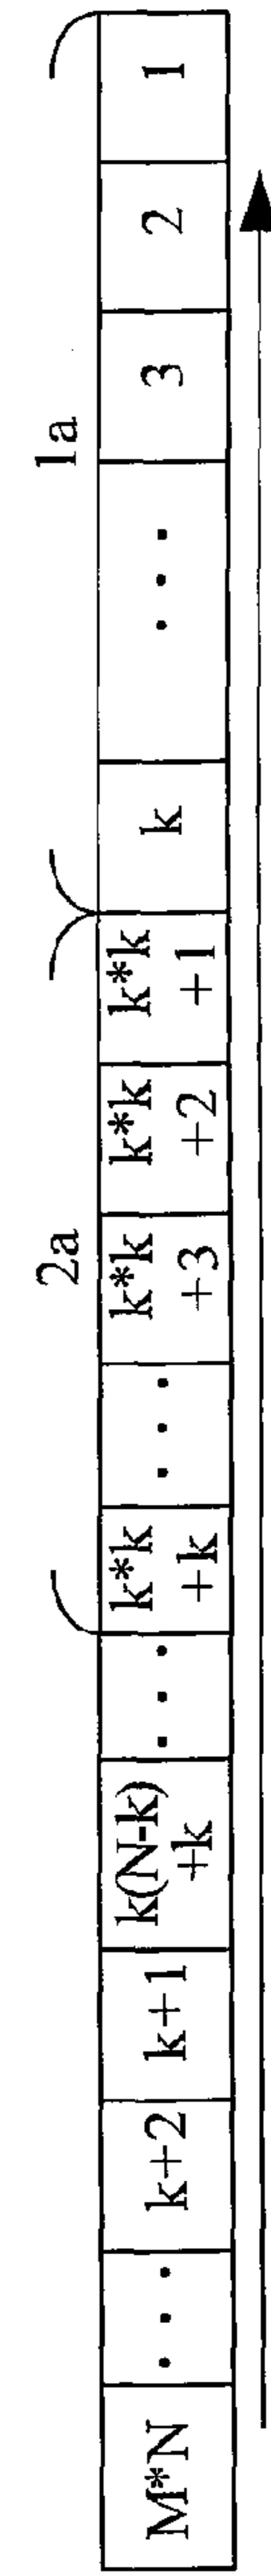 2a 1a
M*N
. . .
k+2
k+1
k(N-k)
+k
. . .
k*k
+k
. . .
k*k
+3
k*k
+2
k*k
+1
k
. . .
3
2
1